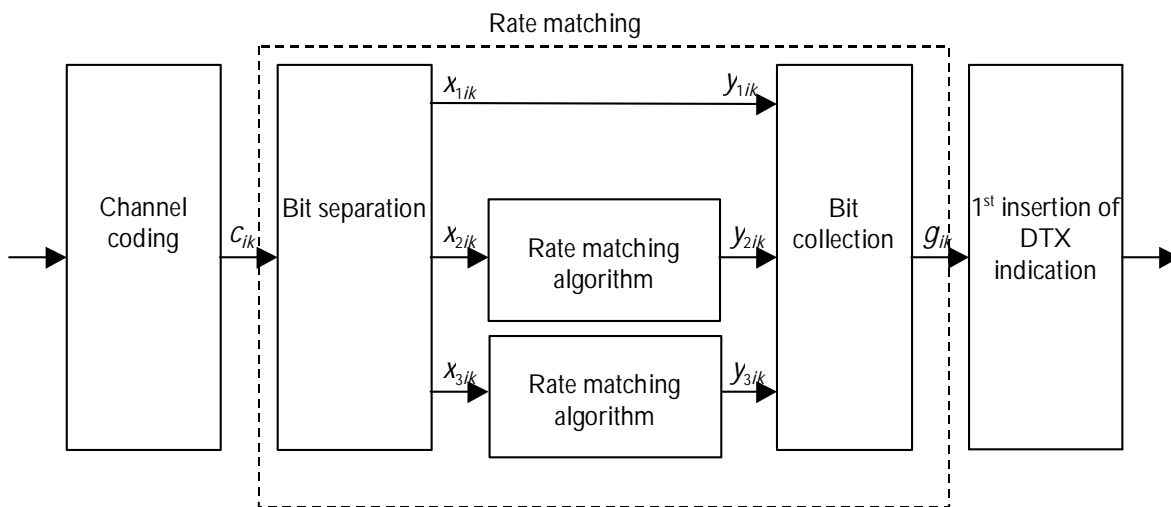 Rate matching
Channel
coding
c_ik
Bit separation
x_1ik
y_1ik
x_2ik
Rate matching
algorithm
y_2ik
x_3ik
Rate matching
algorithm
y_3ik
Bit
collection
g_ik
1st insertion of
DTX
indication